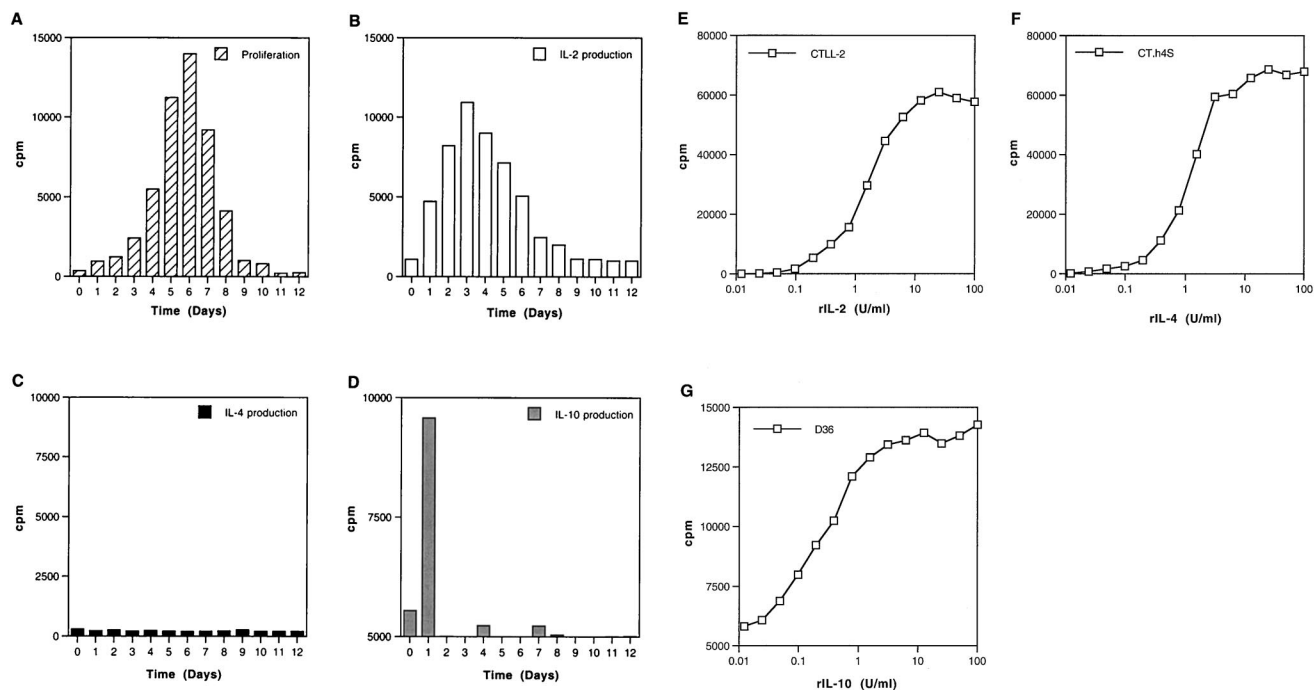 A
15000
10000
5000
0
cpm
Proliferation
0 1 2 3 4 5 6 7 8 9 10 11 12
Time (Days)
B
15000
10000
5000
0
cpm
IL-2 production
0 1 2 3 4 5 6 7 8 9 10 11 12
Time (Days)
E
80000
60000
40000
20000
0
cpm
CTLL-2
0.01 0.1 1 10 100
rIL-2 (U/ml)
F
80000
60000
40000
20000
0
cpm
CT.h4S
0.01 0.1 1 10 100
rIL-4 (U/ml)
C
10000
7500
5000
2500
0
cpm
IL-4 production
0 1 2 3 4 5 6 7 8 9 10 11 12
Time (Days)
D
10000
7500
5000
cpm
IL-10 production
0 1 2 3 4 5 6 7 8 9 10 11 12
Time (Days)
G
15000
12500
10000
7500
5000
cpm
D36
0.01 0.1 1 10 100
rIL-10 (U/ml)